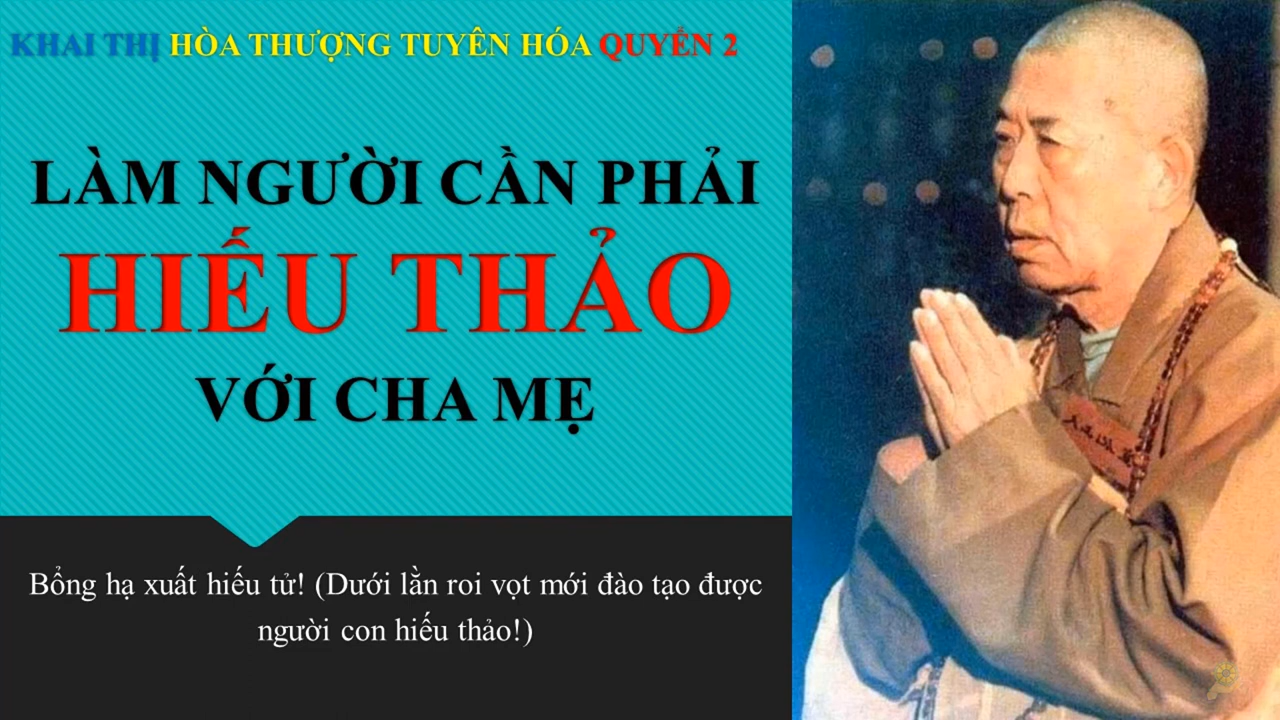 KHAI THỊ HÒA THƯỢNG TUYÊN HÓA QUYỂN 2
LÀM NGƯỜI CẦN PHẢI
HIẾU THẢO
VỚI CHA MẸ
Bổng hạ xuất hiếu tử! (Dưới lằn roi vọt mới đào tạo được
người con hiếu thảo!)